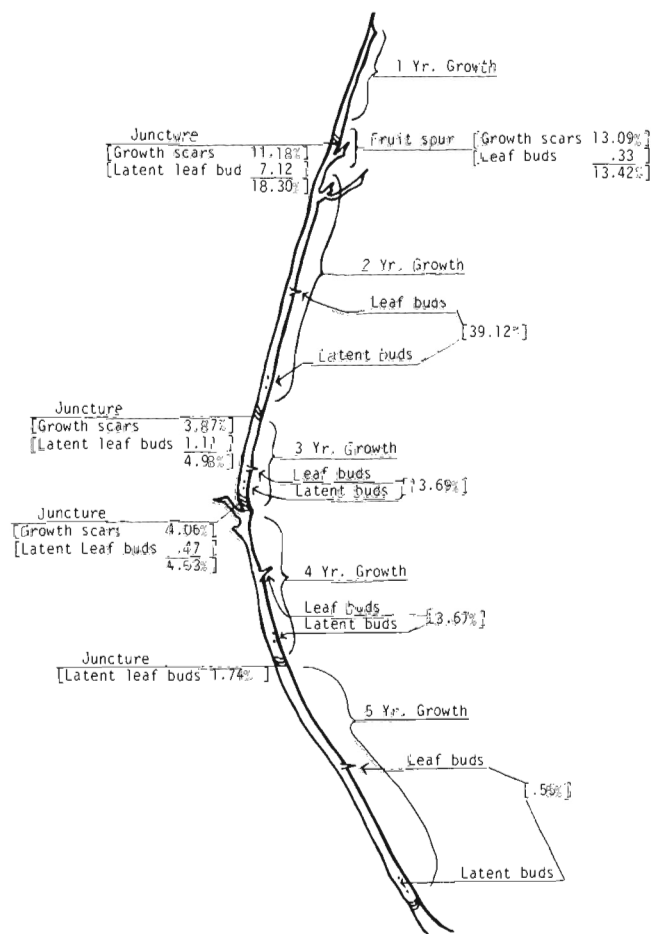 1 Yr. Growth
Juncture
[Growth scars 11.18%]
[Latent leaf bud 7.12
18.30%
Fruit spur [Growth scars 13.09%]
[Leaf buds .33
13.42%
2 Yr. Growth
Leaf buds
[39.12%]
Latent buds
Juncture
[Growth scars 3.87%]
[Latent leaf buds 1.11]
4.98%
3 Yr. Growth
Leaf buds
Latent buds [13.69%]
Juncture
[Growth scars 4.06%]
[Latent Leaf buds .47]
4.53%
4 Yr. Growth
Leaf Buds
Latent buds
Juncture
[Latent leaf buds 1.74% ]
5 Yr. Growth
Leaf buds
Latent buds